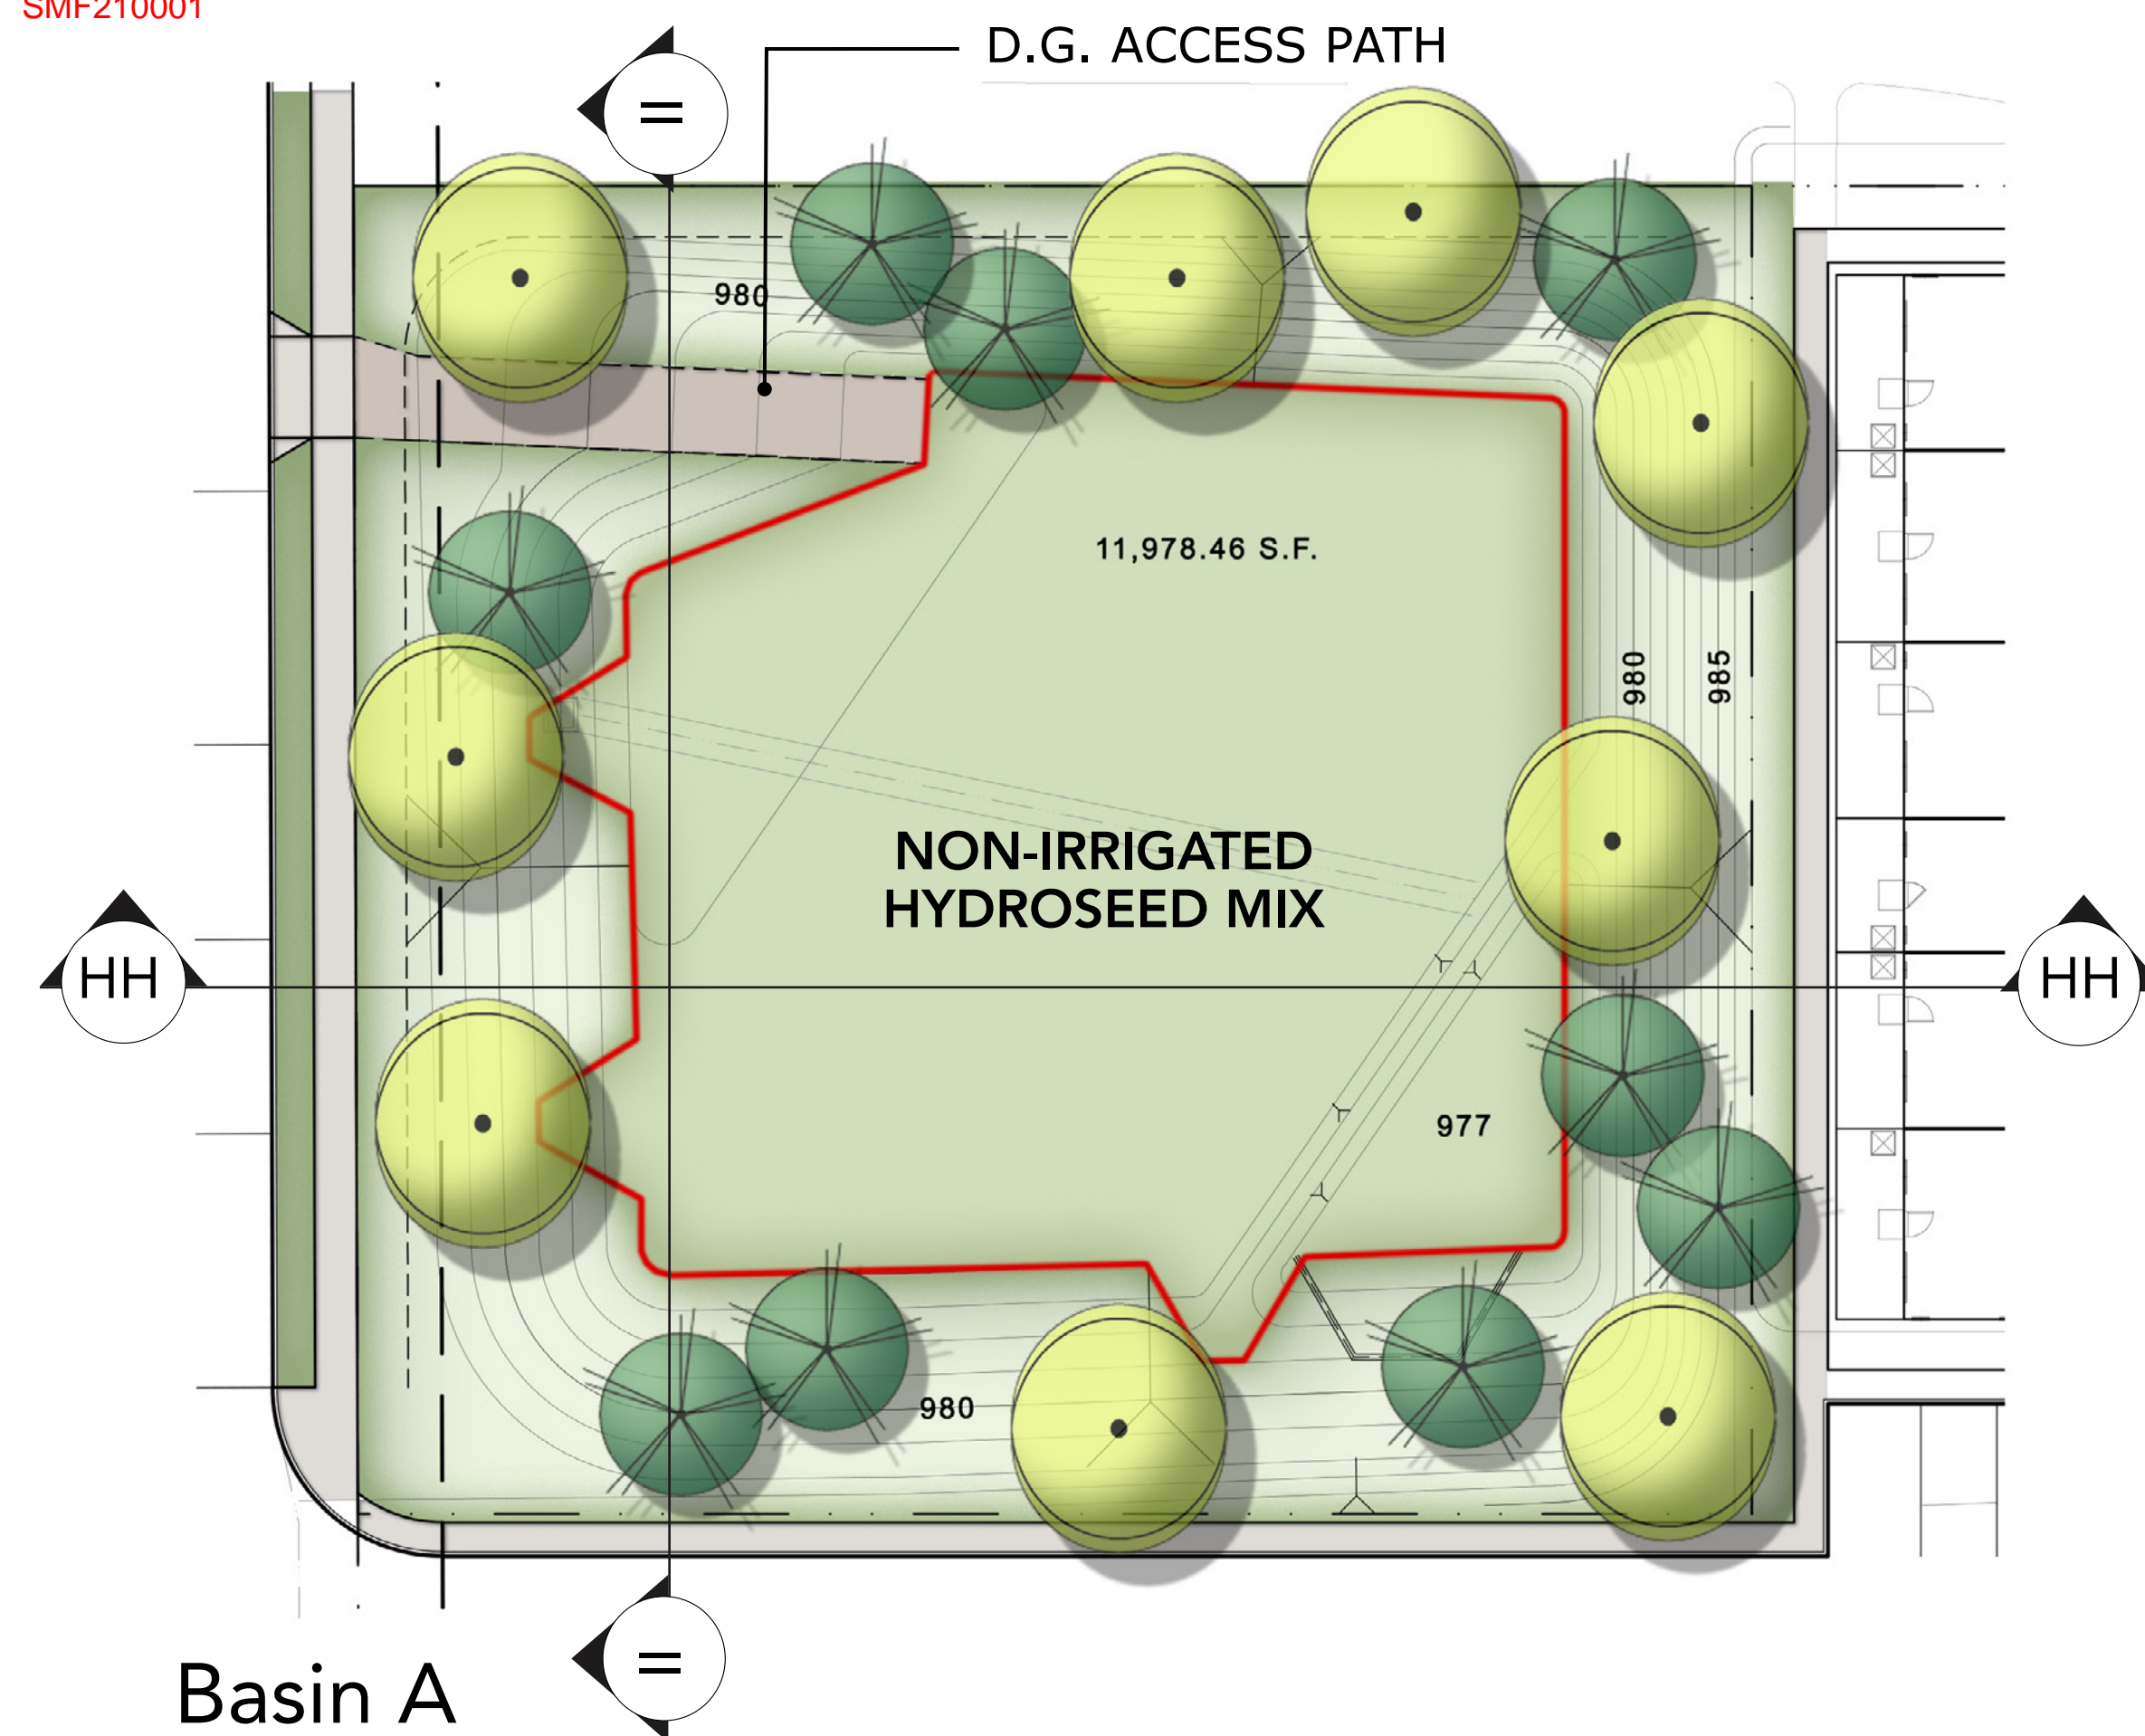 SMF210001
D.G. ACCESS PATH
=
980
11,978.46 S.F.
980
985
NON-IRRIGATED
HYDROSEED MIX
HH
HH
977
980
=
Basin A